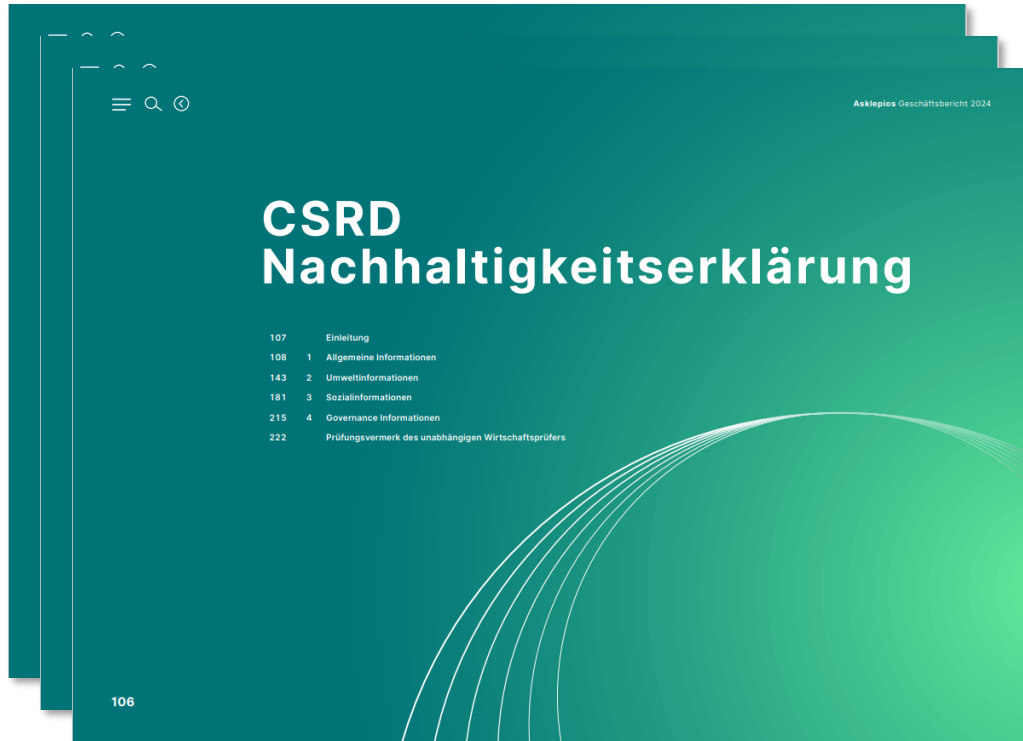 Asklepios Geschäftsbericht 2024
CSRD
Nachhaltigkeitserklärung
107 Einleitung
108 1 Allgemeine Informationen
143 2 Umweltinformationen
181 3 Sozialinformationen
215 4 Governance Informationen
222 Prüfungsvermerk des unabhängigen Wirtschaftsprüfers
106